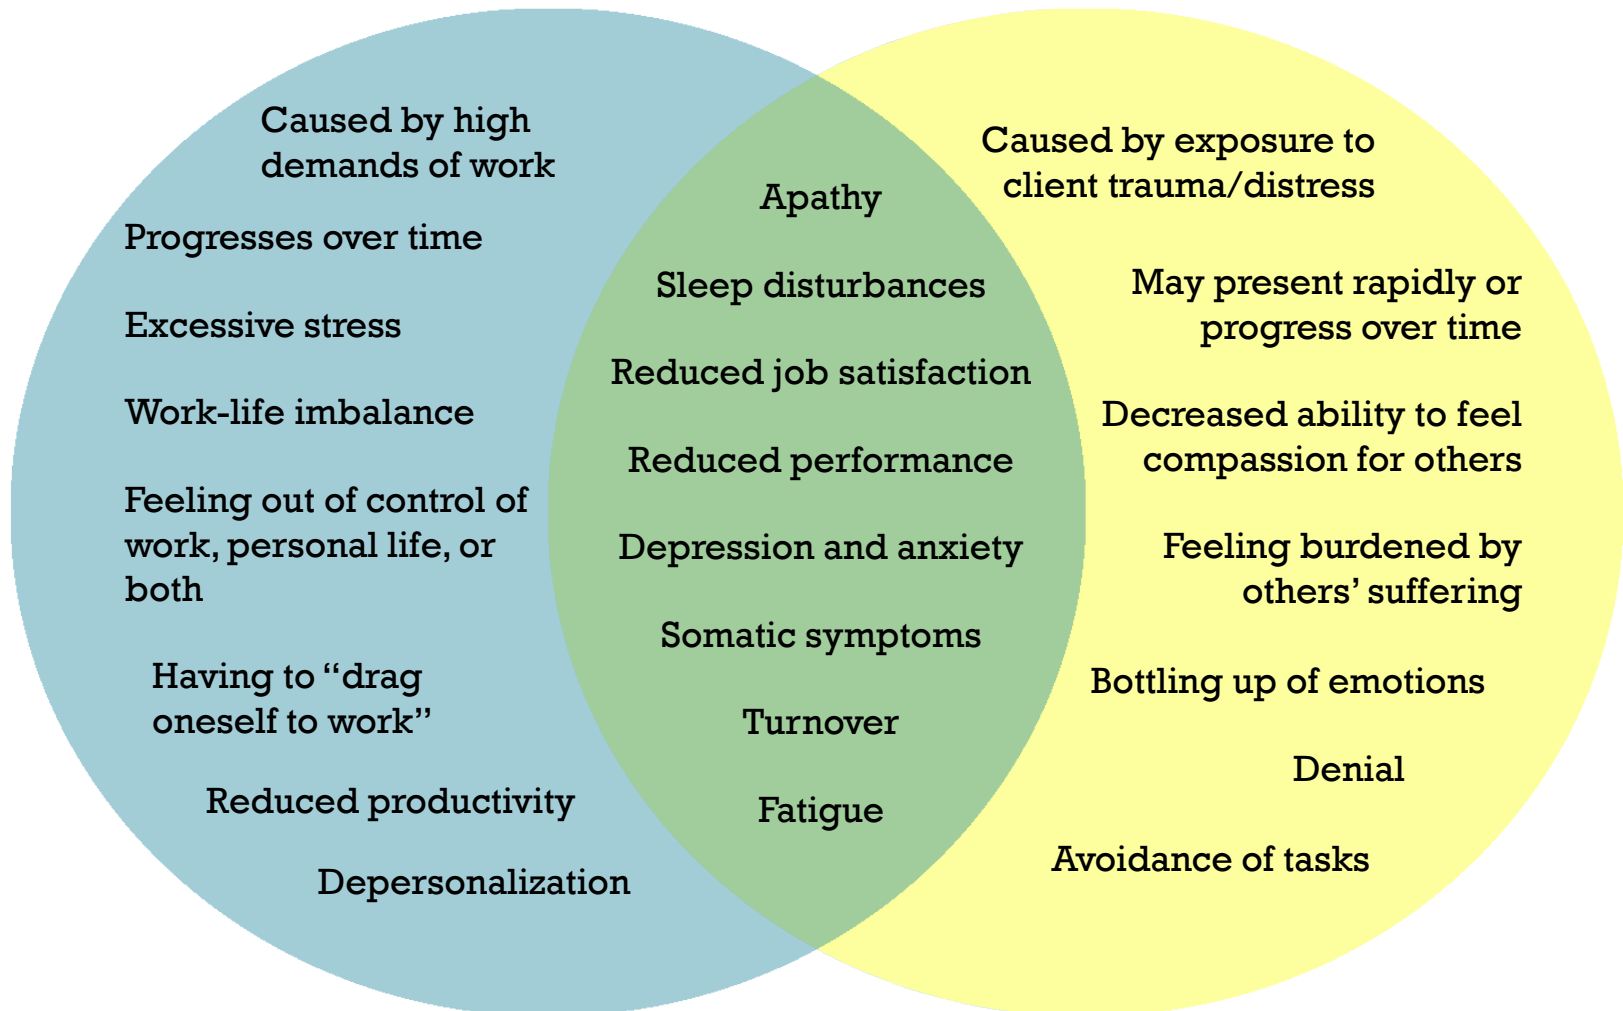 Caused by high
demands of work
Progresses over time
Excessive stress
Work-life imbalance
Feeling out of control of
work, personal life, or
both
Having to “drag
oneself to work”
Reduced productivity
Depersonalization
Apathy
Sleep disturbances
Reduced job satisfaction
Reduced performance
Depression and anxiety
Somatic symptoms
Turnover
Fatigue
Caused by exposure to
client trauma/distress
May present rapidly or
progress over time
Decreased ability to feel
compassion for others
Feeling burdened by
others’ suffering
Bottling up of emotions
Denial
Avoidance of tasks